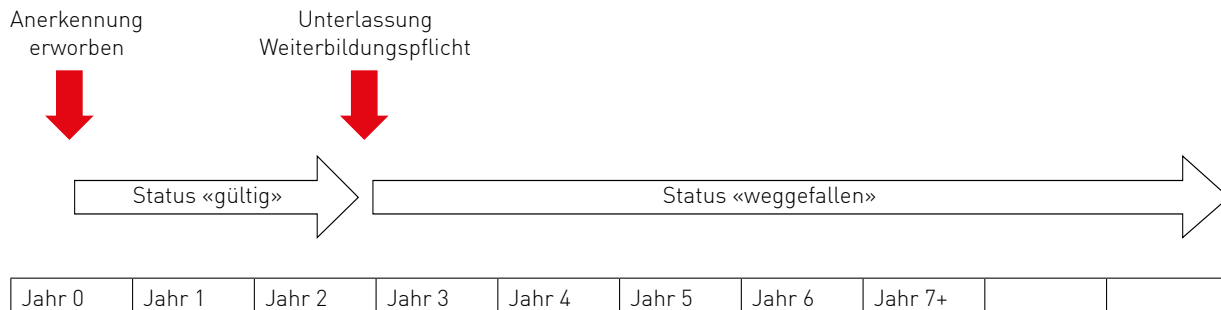 Anerkennung
erworben
Unterlassung
Weiterbildungspflicht
Status «gültig»
Status «weggefallen»
Jahr 0
Jahr 1
Jahr 2
Jahr 3
Jahr 4
Jahr 5
Jahr 6
Jahr 7+